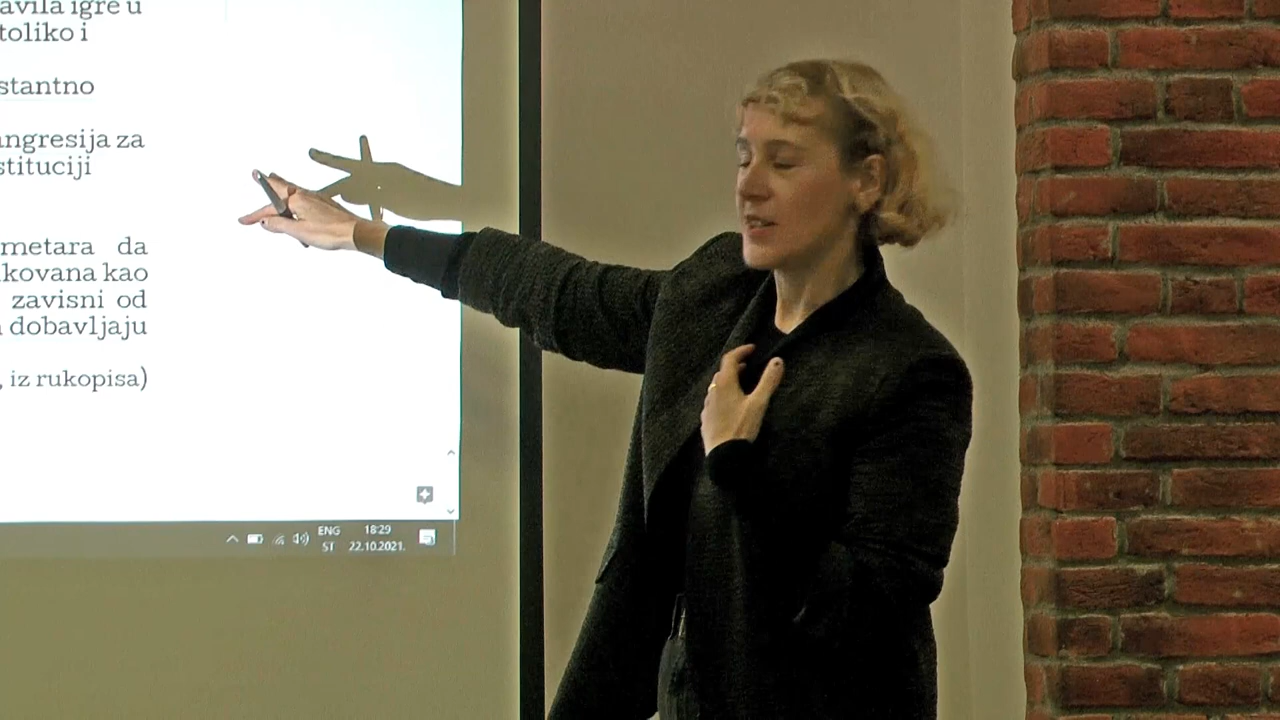 avila igre u
toliko i
stantno
angresija za
stituciji
metara da
kovana kao
zavisni od
dobavljaju
, iz rukopisa)
ENG 18:29
ST 22.10.2021.